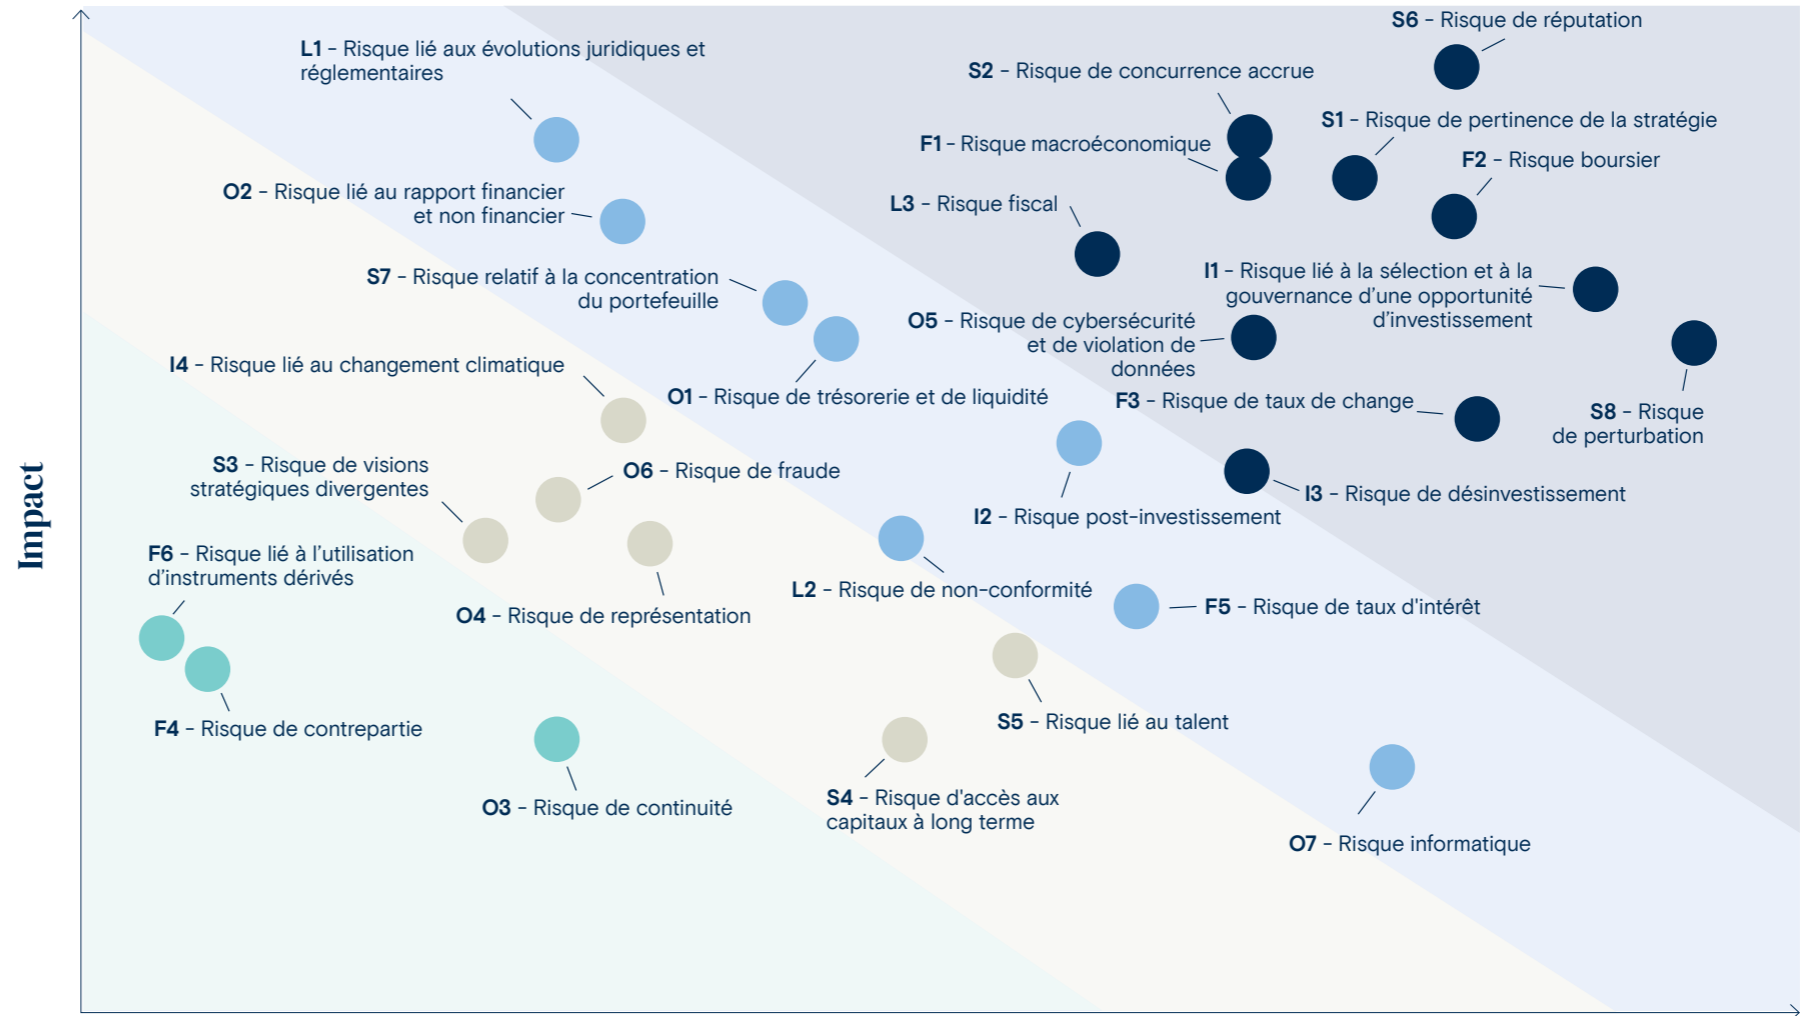 S6 - Risque de réputation
L1 - Risque lié aux évolutions juridiques et
réglementaires
S2 - Risque de concurrence accrue
S1 - Risque de pertinence de la stratégie
F1 - Risque macroéconomique
F2 - Risque boursier
O2 - Risque lié au rapport financier
et non financier
L3 - Risque fiscal
S7 - Risque relatif à la concentration
du portefeuille
I1 - Risque lié à la sélection et à la
gouvernance d’une opportunité
d’investissement
O5 - Risque de cybersécurité
et de violation de
données
I4 - Risque lié au changement climatique
O1 - Risque de trésorerie et de liquidité
F3 - Risque de taux de change
S8 - Risque
de perturbation
S3 - Risque de visions
stratégiques divergentes
O6 - Risque de fraude
I3 - Risque de désinvestissement
I2 - Risque post-investissement
Impact
F6 - Risque lié à l’utilisation
d’instruments dérivés
L2 - Risque de non-conformité
F5 - Risque de taux d'intérêt
O4 - Risque de représentation
F4 - Risque de contrepartie
S5 - Risque lié au talent
O3 - Risque de continuité
S4 - Risque d'accès aux
capitaux à long terme
O7 - Risque informatique